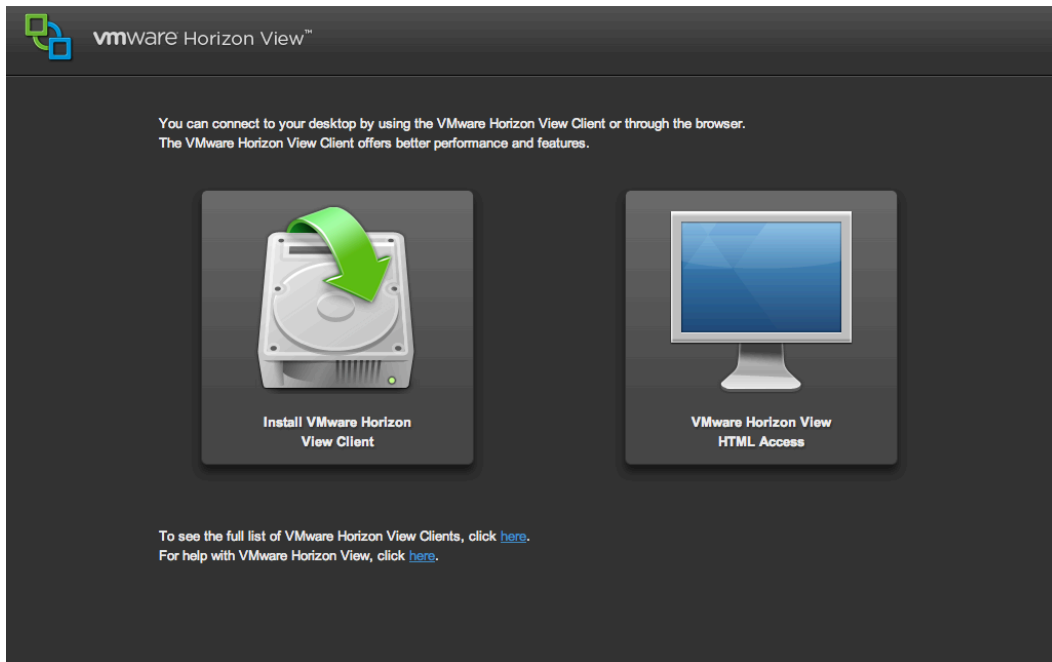 vmware Horizon View™
You can connect to your desktop by using the VMware Horizon View Client or through the browser.
The VMware Horizon View Client offers better performance and features.
Install VMware Horizon
View Client
VMware Horizon View
HTML Access
To see the full list of VMware Horizon View Clients, click here.
For help with VMware Horizon View, click here.